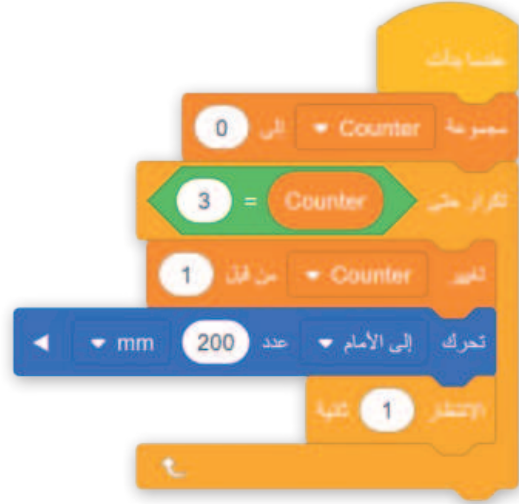 عندما بدأت
مجموعة Counter الى 0
تكرار حتى Counter = 3
تغيير Counter من قبل 1
تحرك إلى الأمام عدد 200 mm
الانتظار 1 ثانية